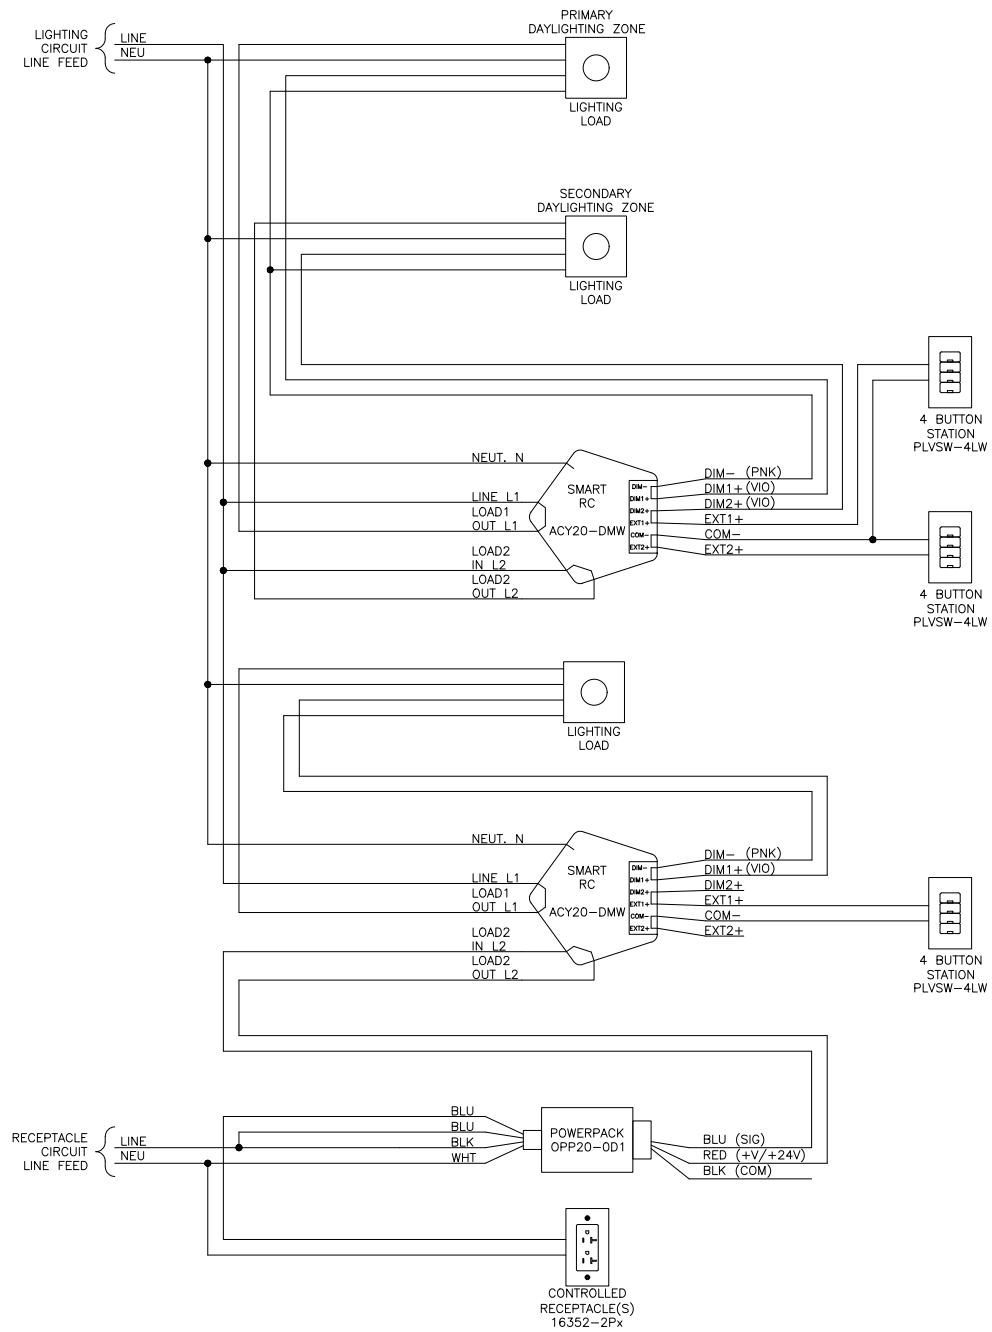 LIGHTING
CIRCUIT
LINE FEED
LINE
NEU
PRIMARY
DAYLIGHTING ZONE
LIGHTING
LOAD
SECONDARY
DAYLIGHTING ZONE
LIGHTING
LOAD
4 BUTTON
STATION
PLVSW-4LW
NEUT. N
LINE L1
LOAD1
OUT L1
LOAD2
IN L2
LOAD2
OUT L2
SMART
RC
ACY20-DMW
DIM-
DIM1+
DIM2+
EXT1+
COM-
EXT2+
DIM- (PNK)
DIM1+ (VIO)
DIM2+ (VIO)
EXT1+
COM-
EXT2+
4 BUTTON
STATION
PLVSW-4LW
LIGHTING
LOAD
NEUT. N
LINE L1
LOAD1
OUT L1
LOAD2
IN L2
LOAD2
OUT L2
SMART
RC
ACY20-DMW
DIM-
DIM1+
DIM2+
EXT1+
COM-
EXT2+
DIM- (PNK)
DIM1+ (VIO)
DIM2+
EXT1+
COM-
EXT2+
4 BUTTON
STATION
PLVSW-4LW
RECEPTACLE
CIRCUIT
LINE FEED
LINE
NEU
BLU
BLU
BLK
WHT
POWERPACK
OPP20-0D1
BLU (SIG)
RED (+V/+24V)
BLK (COM)
CONTROLLED
RECEPTACLE(S)
16352-2Px